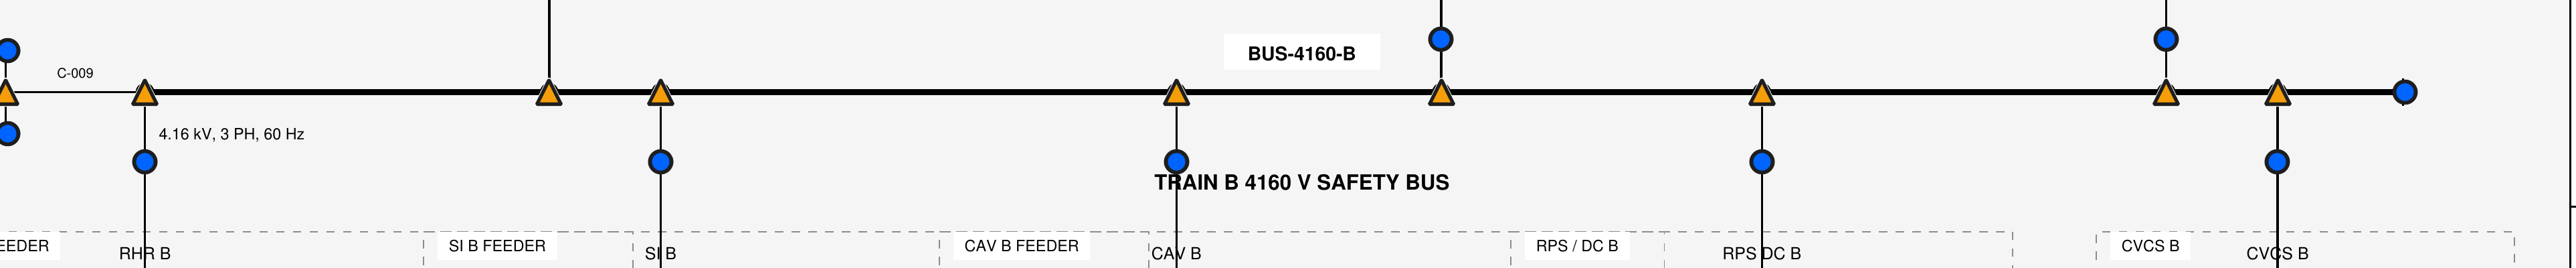 BUS-4160-B
C-009
4.16 kV, 3 PH, 60 Hz
TRAIN B 4160 V SAFETY BUS
SI B FEEDER
CAV B FEEDER
RPS / DC B
CVCS B
RHR B
SI B
CAV B
RPS DC B
CVCS B